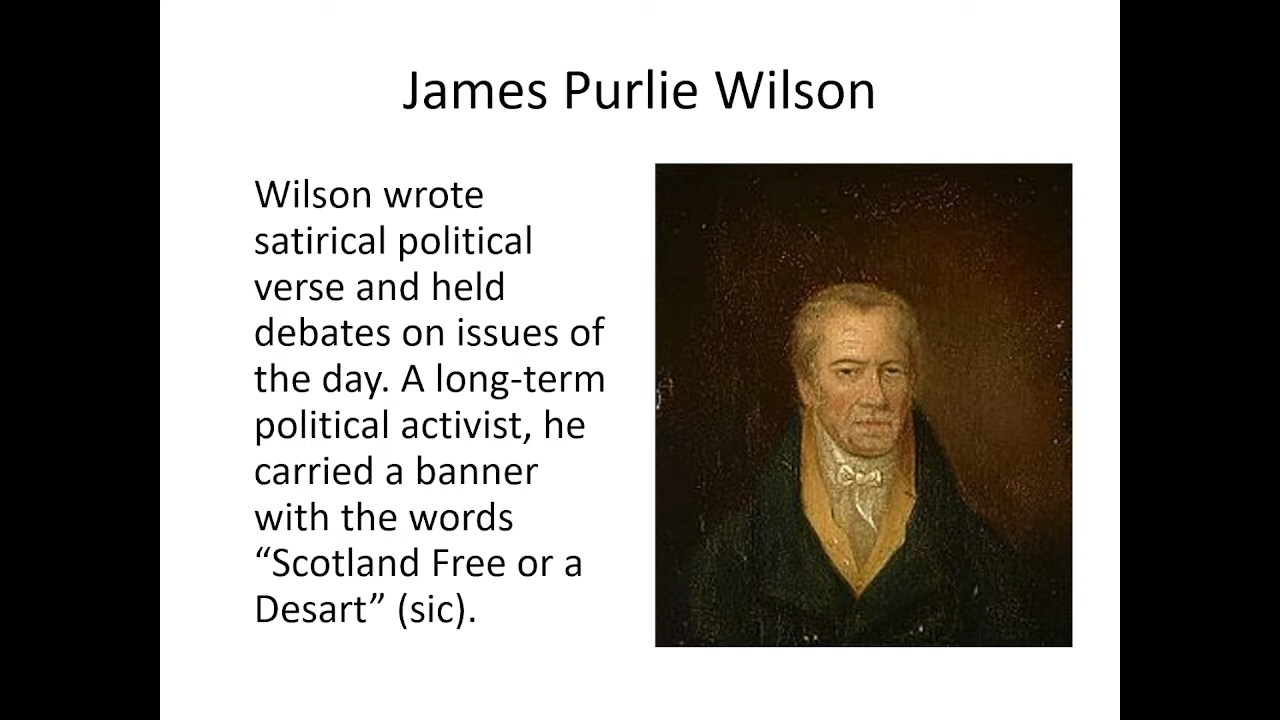 James Purlie Wilson
Wilson wrote
satirical political
verse and held
debates on issues of
the day. A long-term
political activist, he
carried a banner
with the words
“Scotland Free or a
Desart” (sic).